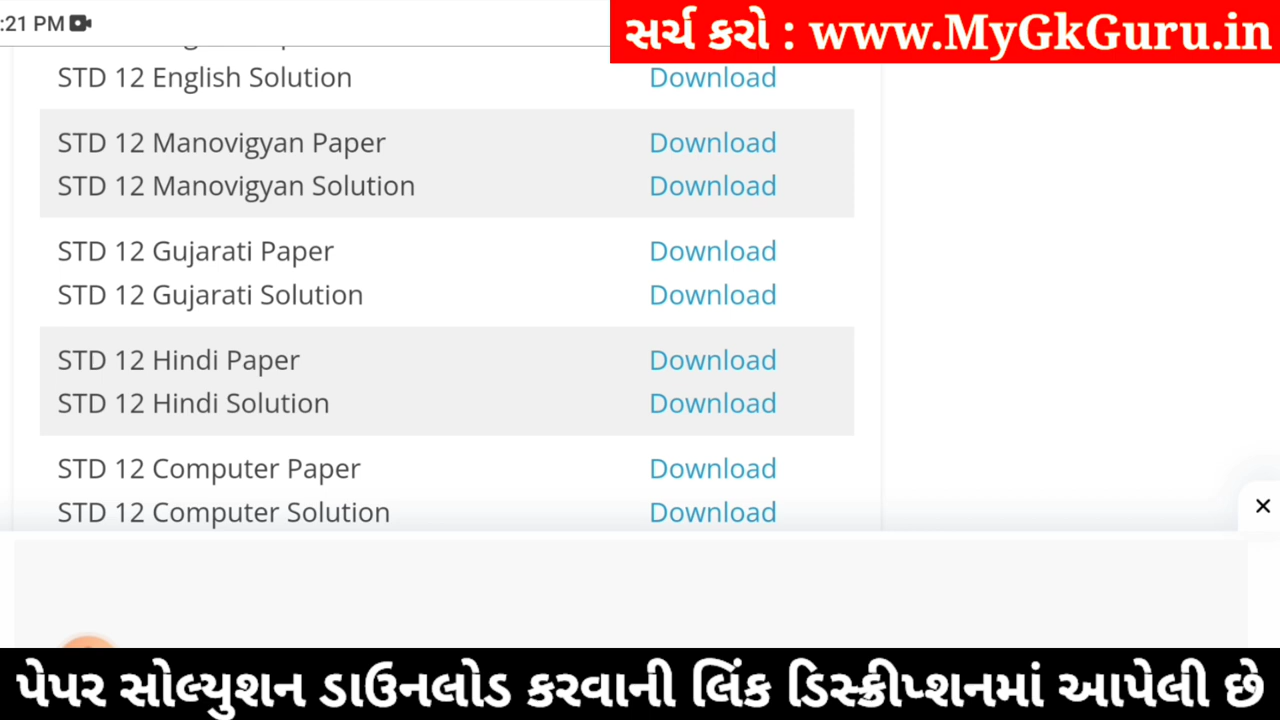 :21 PM
સર્ચ કરો : www.MyGkGuru.in
STD 12 English Solution Download
STD 12 Manovigyan Paper Download
STD 12 Manovigyan Solution Download
STD 12 Gujarati Paper Download
STD 12 Gujarati Solution Download
STD 12 Hindi Paper Download
STD 12 Hindi Solution Download
STD 12 Computer Paper Download
STD 12 Computer Solution Download
પેપર સોલ્યુશન ડાઉનલોડ કરવાની લિંક ડિસ્ક્રીપ્શનમાં આપેલી છે